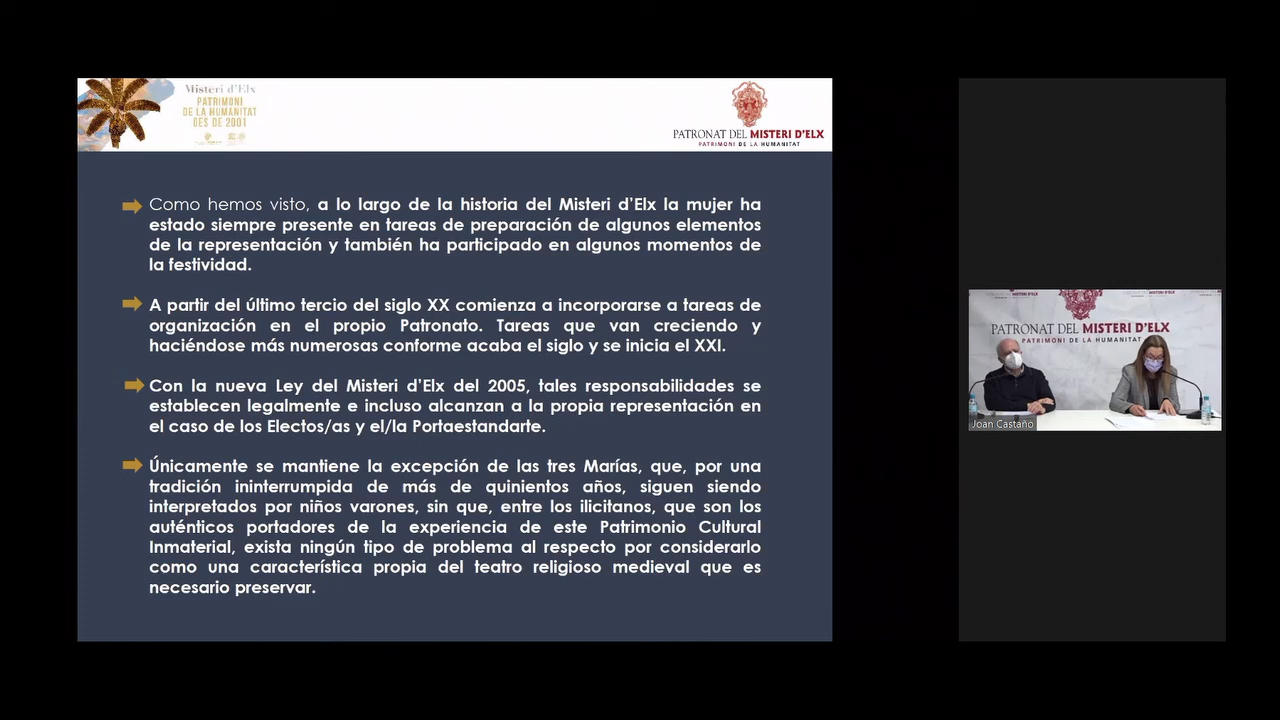 Misteri d'Elx
PATRIMONI
DE LA HUMANITAT
DES DE 2001
PATRONAT DEL MISTERI D'ELX
PATRIMONI DE LA HUMANITAT
Como hemos visto, a lo largo de la historia del Misteri d'Elx la mujer ha
estado siempre presente en tareas de preparación de algunos elementos
de la representación y también ha participado en algunos momentos de
la festividad.
A partir del último tercio del siglo XX comienza a incorporarse a tareas de
organización en el propio Patronato. Tareas que van creciendo y
haciéndose más numerosas conforme acaba el siglo y se inicia el XXI.
Con la nueva Ley del Misteri d'Elx del 2005, tales responsabilidades se
establecen legalmente e incluso alcanzan a la propia representación en
el caso de los Electos/as y el/la Portaestandarte.
Únicamente se mantiene la excepción de las tres Marías, que, por una
tradición ininterrumpida de más de quinientos años, siguen siendo
interpretados por niños varones, sin que, entre los ilicitanos, que son los
auténticos portadores de la experiencia de este Patrimonio Cultural
Inmaterial, exista ningún tipo de problema al respecto por considerarlo
como una característica propia del teatro religioso medieval que es
necesario preservar.
PATRONAT DEL MISTERI D'ELX
PATRIMONI DE LA HUMANITAT
Joan Castaño